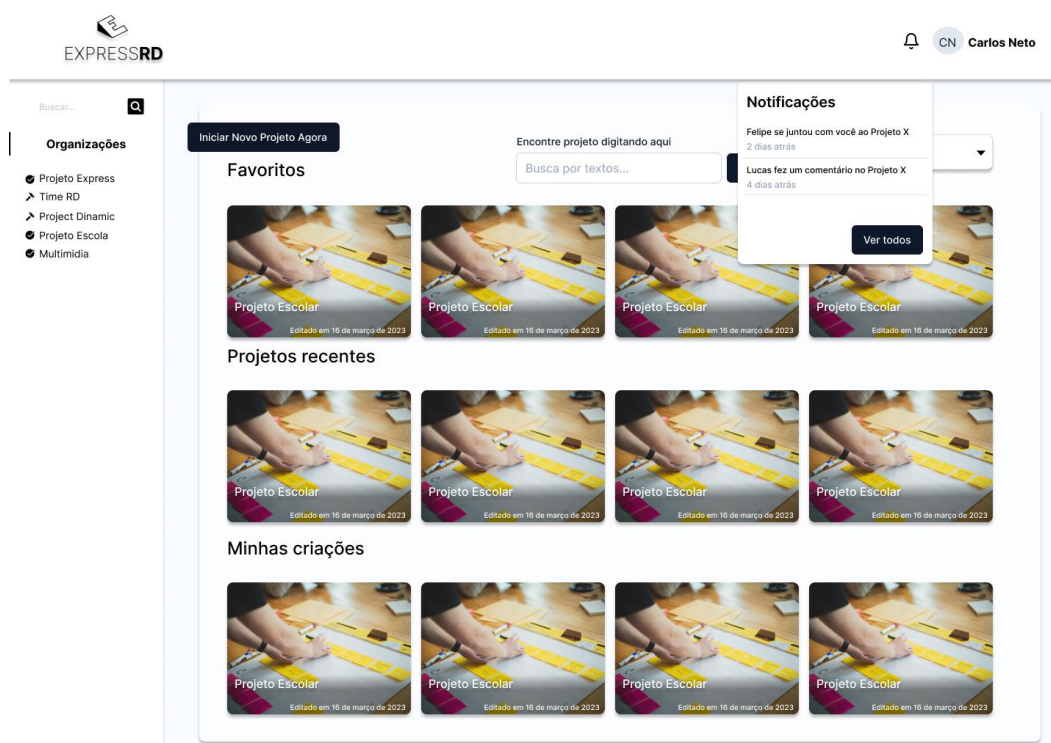 EXPRESSRD
CN
Carlos Neto
Buscar...
Organizações
Projeto Express
Time RD
Project Dinamic
Projeto Escola
Multimidia
Iniciar Novo Projeto Agora
Encontre projeto digitando aqui
Busca por textos...
Notificações
Felipe se juntou com você ao Projeto X
2 dias atrás
Lucas fez um comentário no Projeto X
4 dias atrás
Ver todos
Favoritos
Projeto Escolar
Editado em 16 de março de 2023
Projeto Escolar
Editado em 16 de março de 2023
Projeto Escolar
Editado em 16 de março de 2023
Projeto Escolar
Editado em 16 de março de 2023
Projetos recentes
Projeto Escolar
Editado em 16 de março de 2023
Projeto Escolar
Editado em 16 de março de 2023
Projeto Escolar
Editado em 16 de março de 2023
Projeto Escolar
Editado em 16 de março de 2023
Minhas criações
Projeto Escolar
Editado em 16 de março de 2023
Projeto Escolar
Editado em 16 de março de 2023
Projeto Escolar
Editado em 16 de março de 2023
Projeto Escolar
Editado em 16 de março de 2023